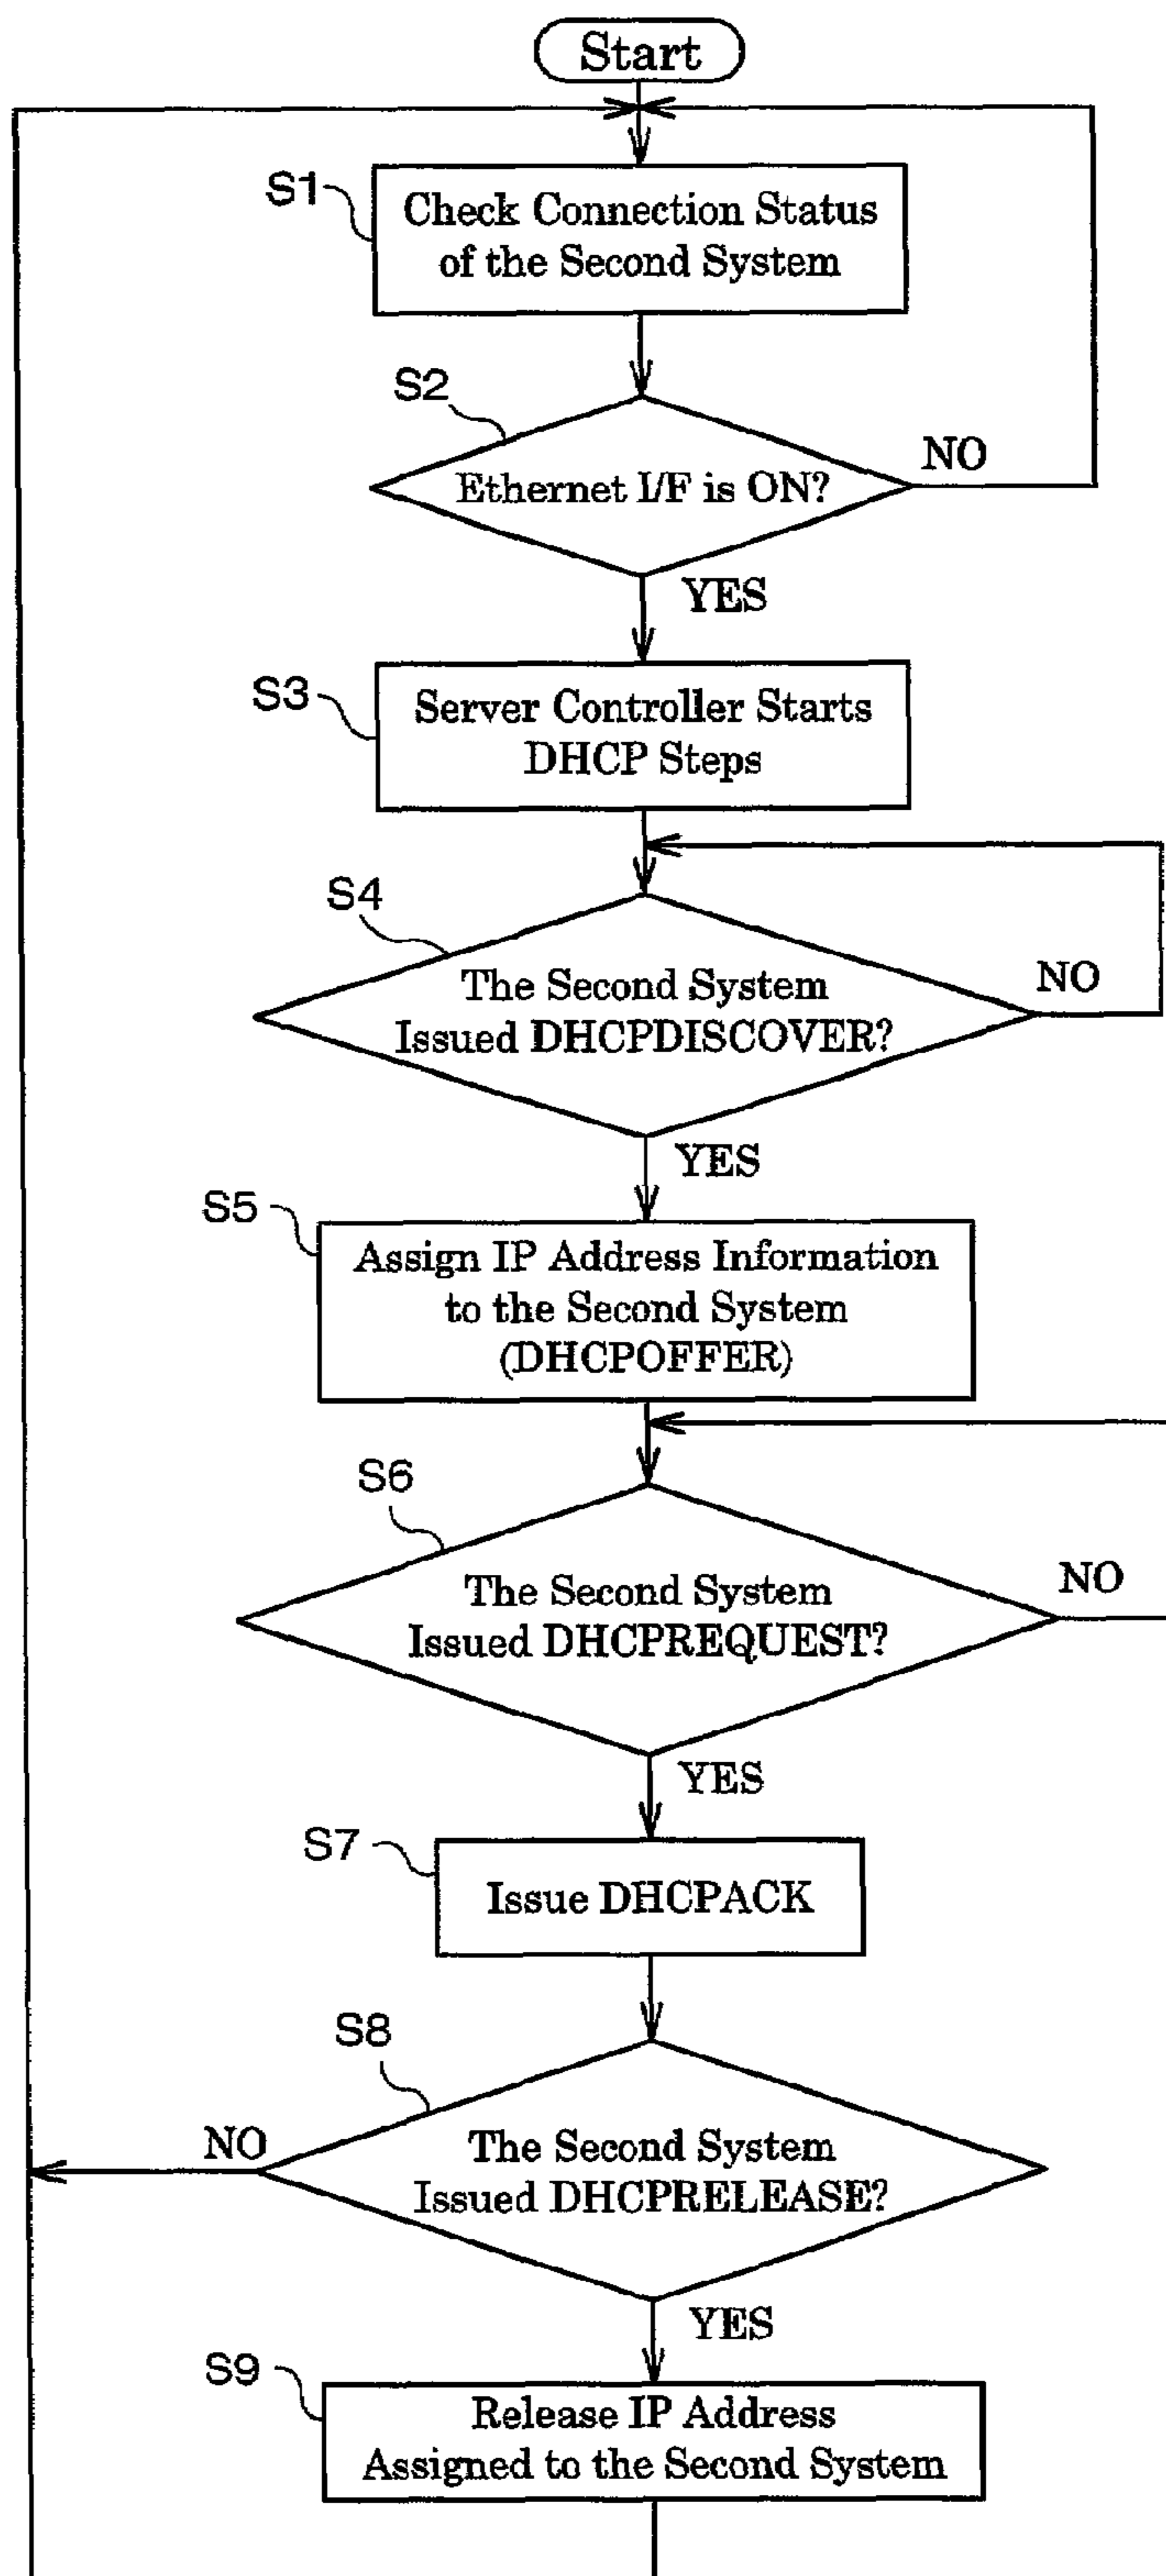 Start
S1
Check Connection Status
of the Second System
S2
Ethernet I/F is ON?
NO
YES
S3
Server Controller Starts
DHCP Steps
S4
The Second System
Issued DHCPDISCOVER?
NO
YES
S5
Assign IP Address Information
to the Second System
(DHCPOFFER)
S6
The Second System
Issued DHCPREQUEST?
NO
YES
S7
Issue DHCPACK
S8
NO
The Second System
Issued DHCPRELEASE?
YES
S9
Release IP Address
Assigned to the Second System